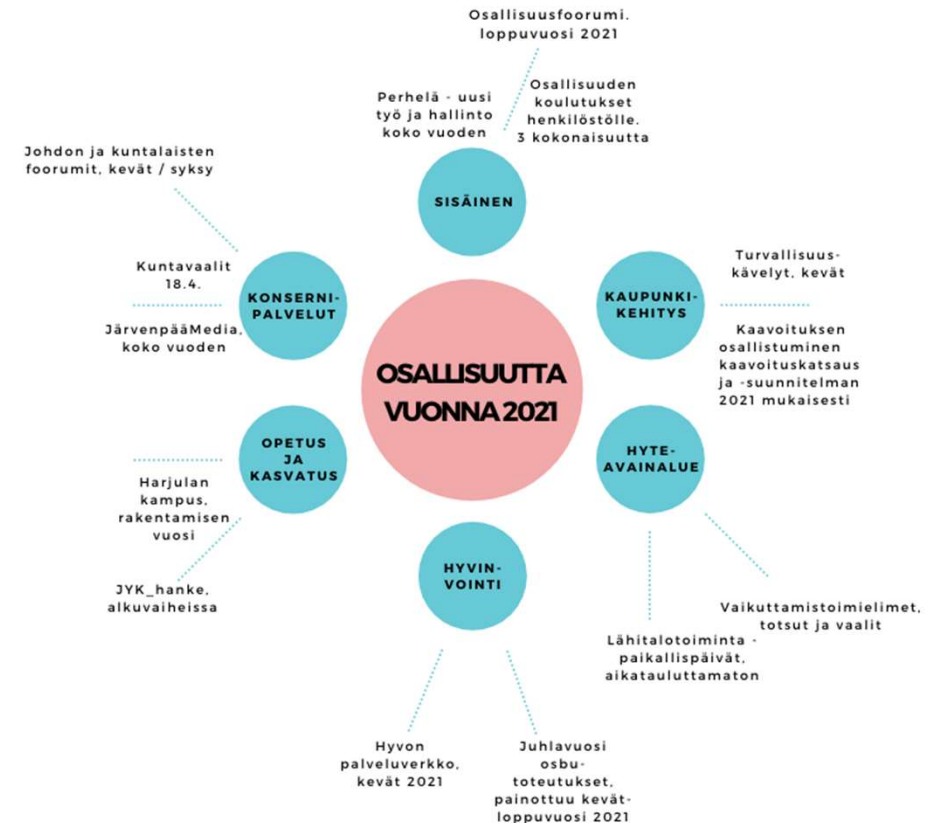 Osallisuusfoorumi.
loppuvuosi 2021
Perhelä - uusi
työ ja hallinto
koko vuoden
Osallisuuden
koulutukset
henkilöstölle.
3 kokonaisuutta
SISÄINEN
Johdon ja kuntalaisten
foorumit, kevät / syksy
Kuntavaalit
18.4.
JärvenpääMedia,
koko vuoden
KONSERNI-
PALVELUT
KAUPUNKI-
KEHITYS
Turvallisuus-
kävelyt, kevät
Kaavoituksen
osallistuminen
kaavoituskatsaus
ja -suunnitelman
2021 mukaisesti
OSALLISUUTTA
VUONNA 2021
OPETUS
JA
KASVATUS
Harjulan
kampus,
rakentamisen
vuosi
JYK_hanke,
alkuvaiheissa
HYTE-
AVAINALUE
Vaikuttamistoimielimet,
totsut ja vaalit
Lähitalotoiminta -
paikallispäivät,
aikatauluttamaton
HYVIN-
VOINTI
Hyvon
palveluverkko,
kevät 2021
Juhlavuosi
osbu-
toteutukset,
painottuu kevät-
loppuvuosi 2021